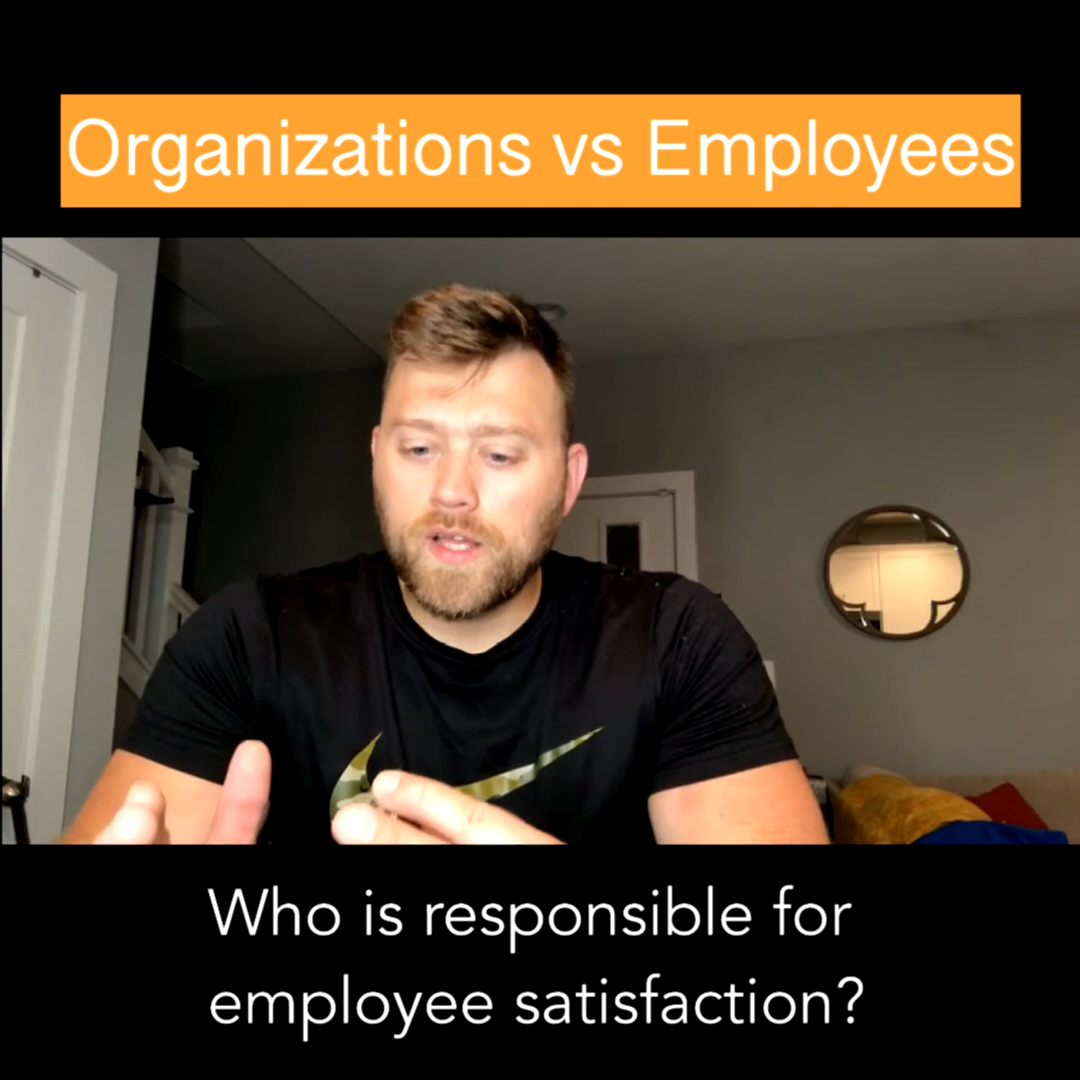 Organizations vs Employees
Who is responsible for
employee satisfaction?